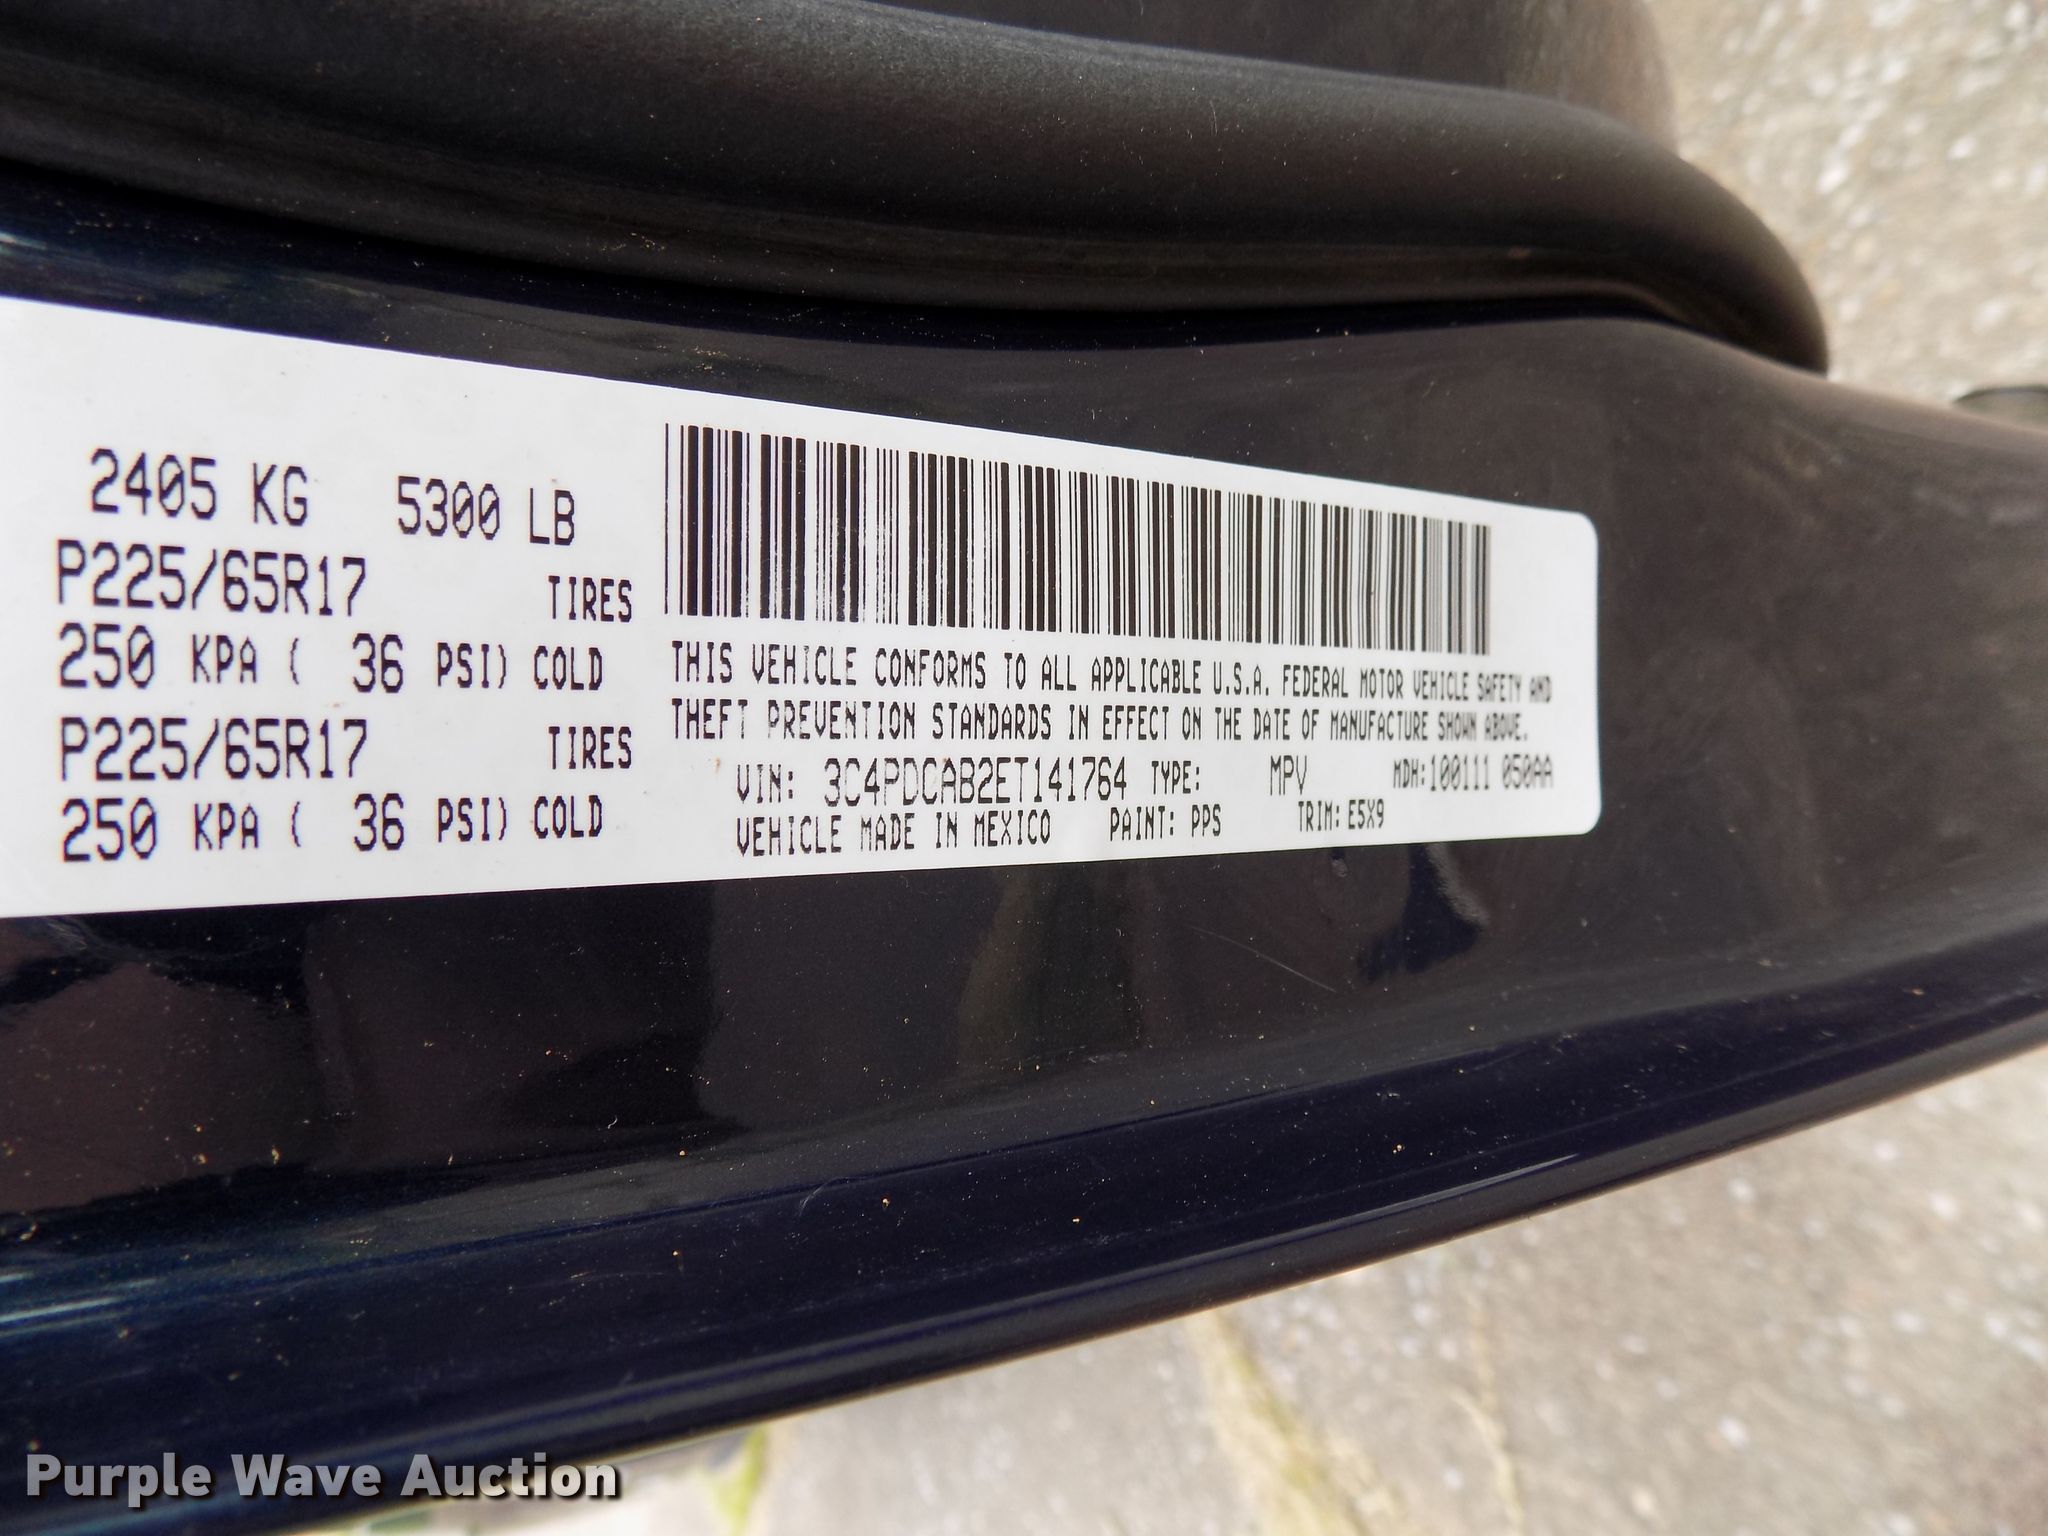 2405 KG 5300 LB
P225/65R17 TIRES
250 KPA ( 36 PSI) COLD
P225/65R17 TIRES
250 KPA ( 36 PSI) COLD
THIS VEHICLE CONFORMS TO ALL APPLICABLE U.S.A. FEDERAL MOTOR VEHICLE SAFETY AND
THEFT PREVENTION STANDARDS IN EFFECT ON THE DATE OF MANUFACTURE SHOWN ABOVE.
VIN: 3C4PDCAB2ET141764 TYPE: MPV MDH:100111 050AA
VEHICLE MADE IN MEXICO PAINT: PPS TRIM: E5X9
Purple Wave Auction